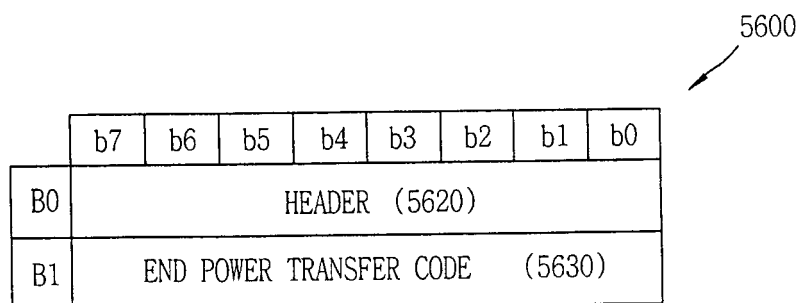 5600
b7 b6 b5 b4 b3 b2 b1 b0
B0 HEADER (5620)
B1 END POWER TRANSFER CODE (5630)